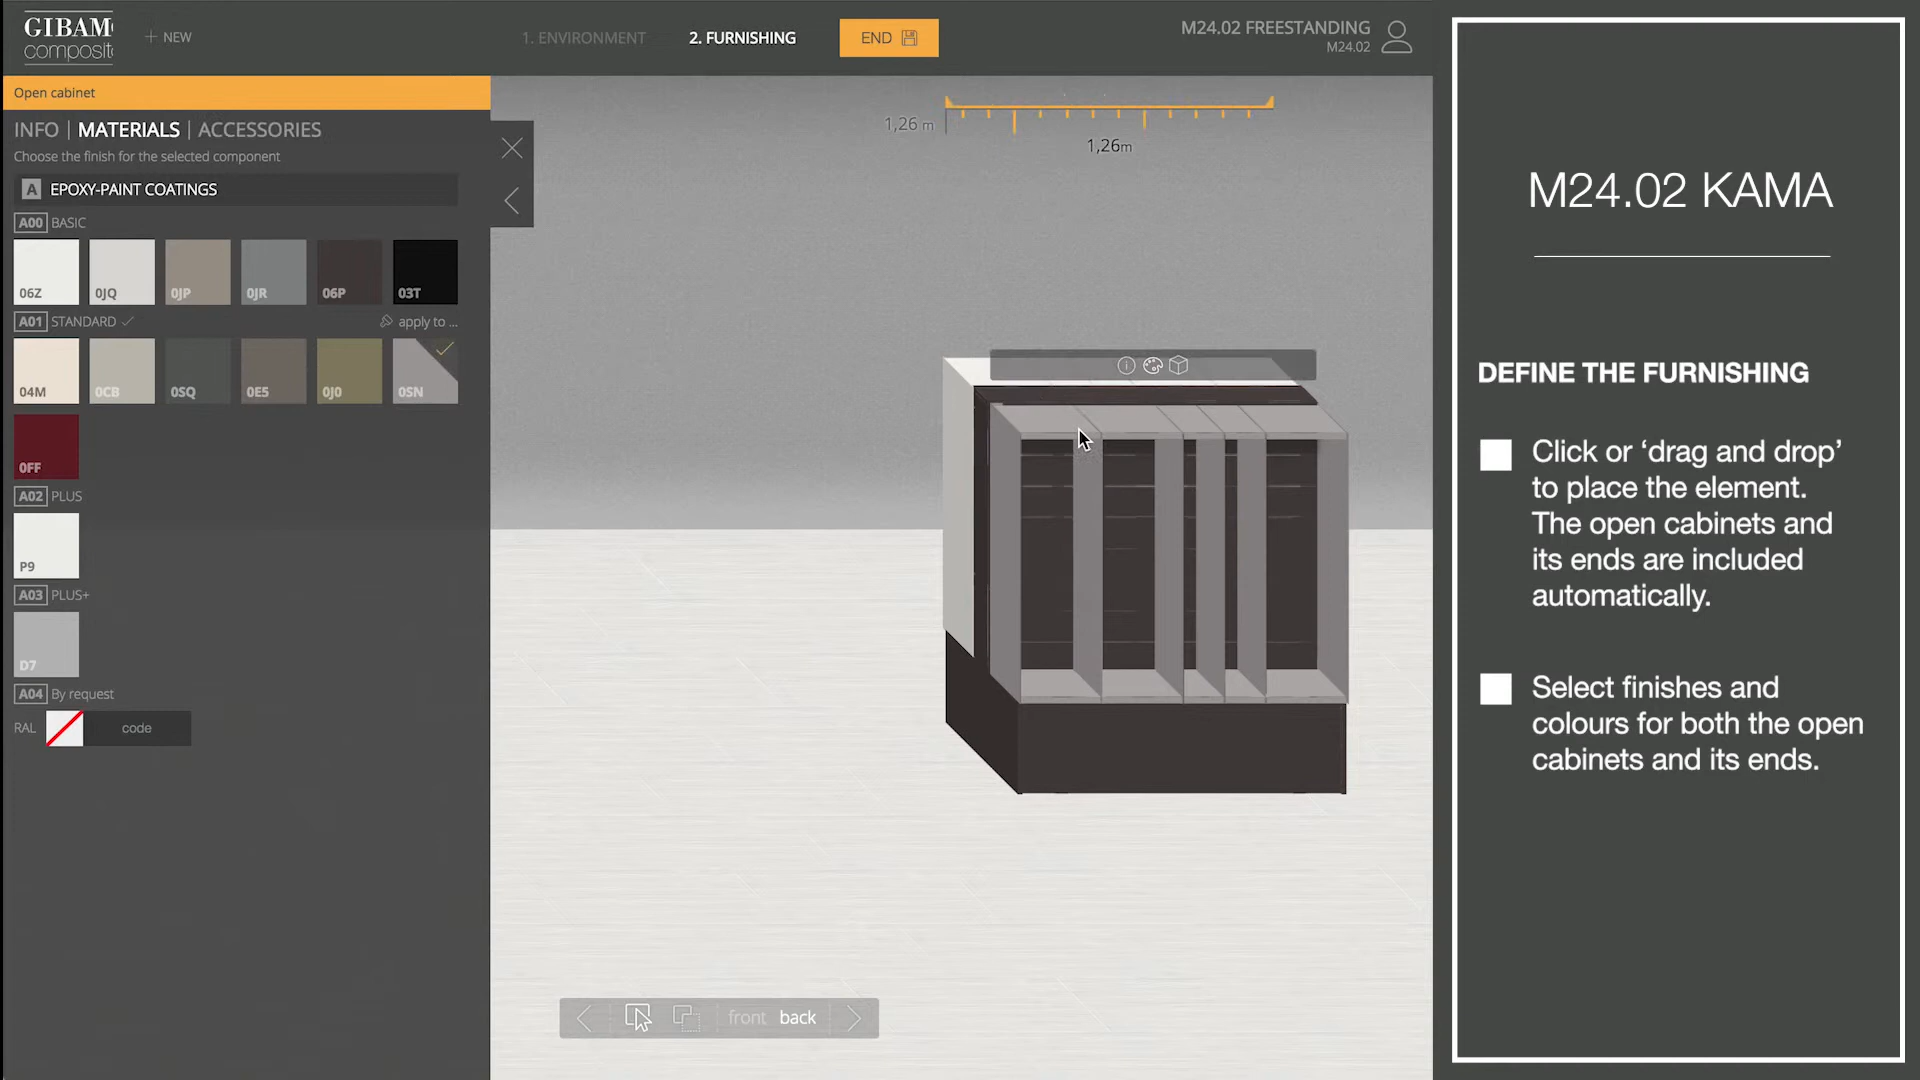 GIBAM
composit
+ NEW
1. ENVIRONMENT
2. FURNISHING
END
M24.02 FREESTANDING
M24.02
Open cabinet
INFO | MATERIALS | ACCESSORIES
Choose the finish for the selected component
A EPOXY-PAINT COATINGS
A00 BASIC
06Z 0JQ 0JP 0JR 06P 03T
A01 STANDARD
apply to ...
04M 0CB 0SQ 0E5 0J0 0SN
0FF
A02 PLUS
P9
A03 PLUS+
D7
A04 By request
RAL code
1,26 m
1,26m
front back
M24.02 KAMA
DEFINE THE FURNISHING
Click or ‘drag and drop’
to place the element.
The open cabinets and
its ends are included
automatically.
Select finishes and
colours for both the open
cabinets and its ends.